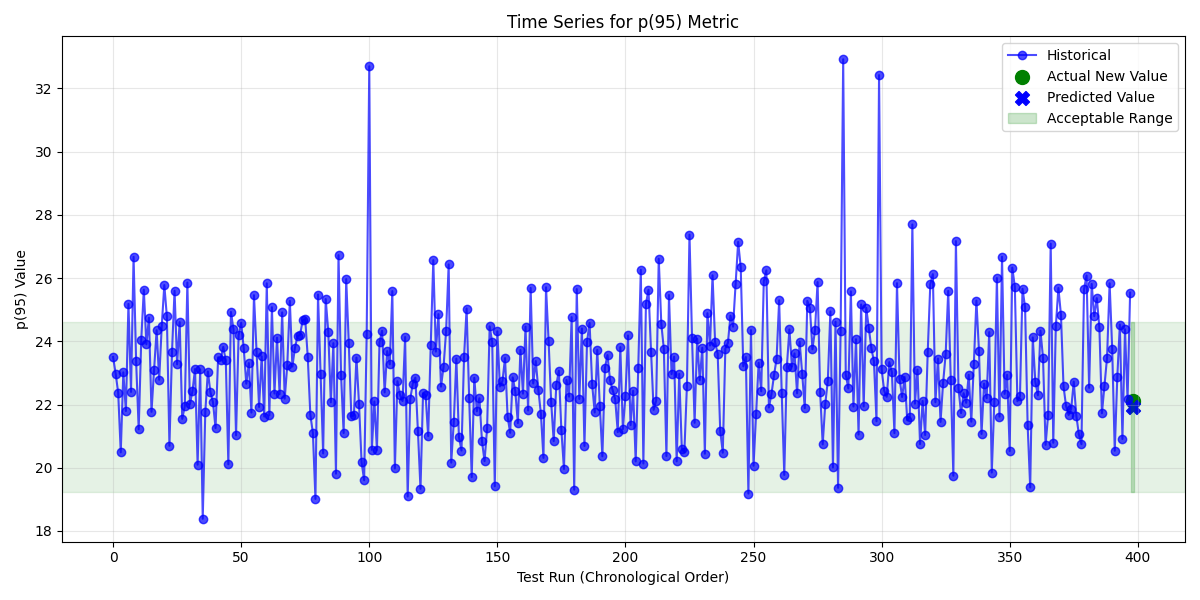 Time Series for p(95) Metric
Historical
Actual New Value
Predicted Value
Acceptable Range
p(95) Value
32
30
28
26
24
22
20
18
0 50 100 150 200 250 300 350 400
Test Run (Chronological Order)